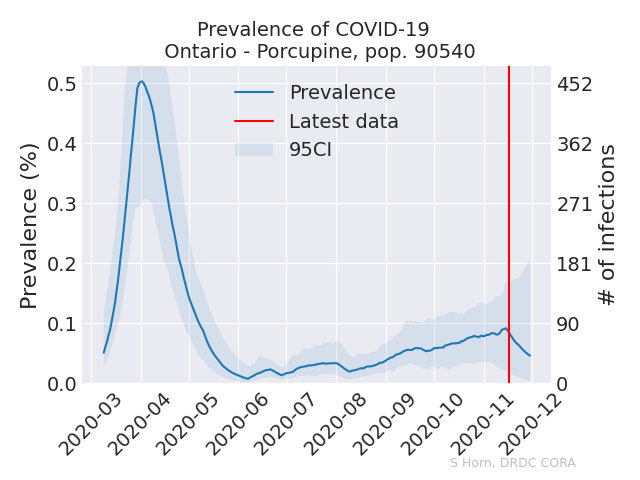 Prevalence of COVID-19
Ontario - Porcupine, pop. 90540
Prevalence
Latest data
95CI
Prevalence (%)
0.5
0.4
0.3
0.2
0.1
0.0
452
362
271
181
90
0
# of infections
2020-03
2020-04
2020-05
2020-06
2020-07
2020-08
2020-09
2020-10
2020-11
2020-12
S Horn, DRDC CORA